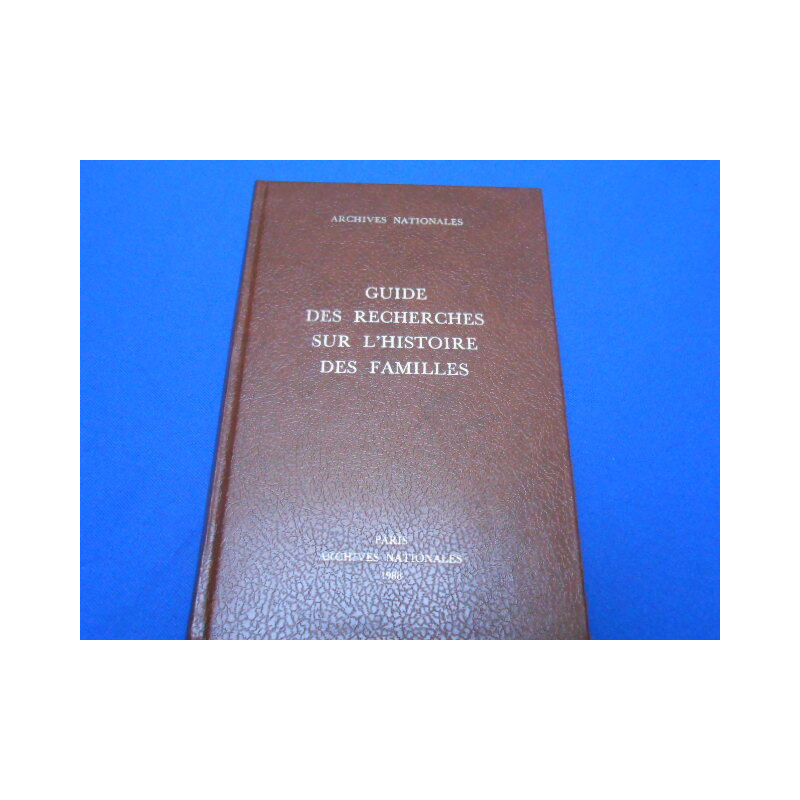 ARCHIVES NATIONALES
GUIDE
DES RECHERCHES
SUR L'HISTOIRE
DES FAMILLES
PARIS
ARCHIVES NATIONALES